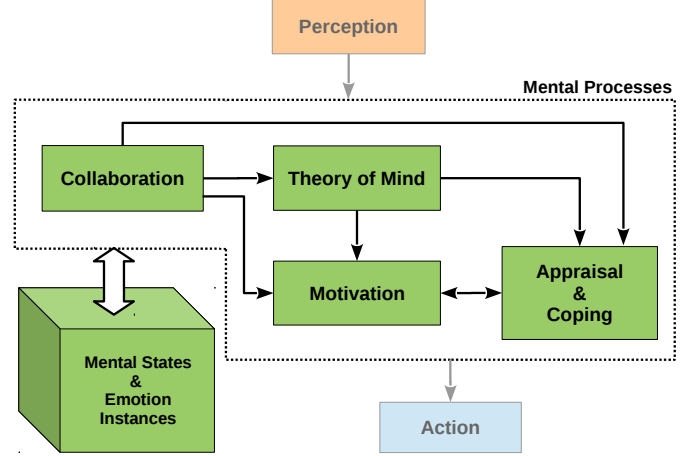 Perception
Mental Processes
Collaboration
Theory of Mind
Motivation
Appraisal
&
Coping
Mental States
&
Emotion
Instances
Action